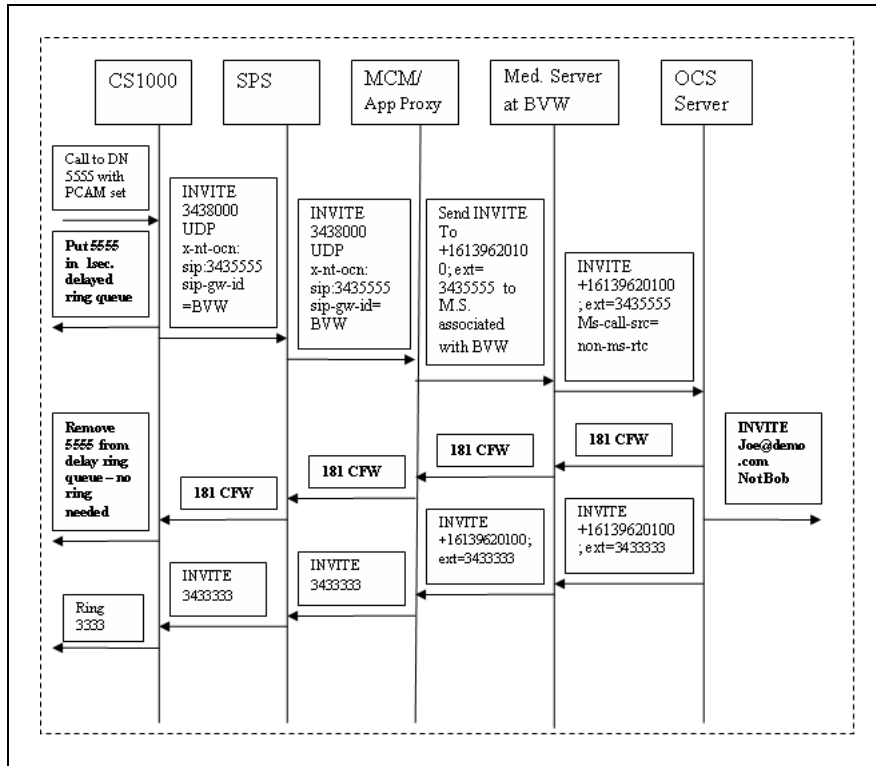 CS1000
SPS
MCM/
App Proxy
Med. Server
at BVW
OCS
Server
Call to DN
5555 with
PCAM set
Put 5555
in 1sec.
delayed
ring queue
INVITE
3438000
UDP
x-nt-ocn:
sip:3435555
sip-gw-id
=BVW
INVITE
3438000
UDP
x-nt-ocn:
sip:3435555
sip-gw-id=
BVW
Send INVITE
To
+1613962010
0;ext=
3435555 to
M.S.
associated
with BVW
INVITE
+16139620100
;ext=3435555
Ms-call-src=
non-ms-rtc
Remove
5555 from
delay ring
queue – no
ring
needed
181 CFW
181 CFW
181 CFW
181 CFW
INVITE
Joe@demo
.com
NotBob
INVITE
+16139620100
;ext=3433333
INVITE
+16139620100;
ext=3433333
INVITE
3433333
INVITE
3433333
Ring
3333